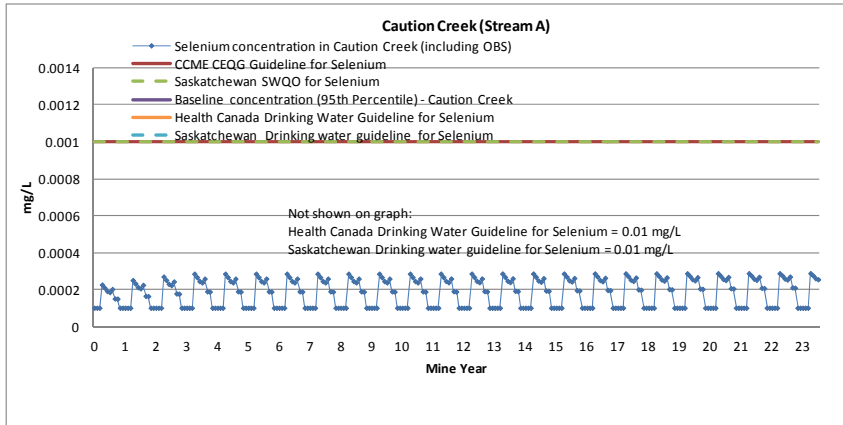 Caution Creek (Stream A)
Selenium concentration in Caution Creek (including OBS)
CCME CEQG Guideline for Selenium
Saskatchewan SWQO for Selenium
Baseline concentration (95th Percentile) - Caution Creek
Health Canada Drinking Water Guideline for Selenium
Saskatchewan Drinking water guideline for Selenium
0.0014
0.0012
0.001
0.0008
0.0006
0.0004
0.0002
0
mg/L
Not shown on graph:
Health Canada Drinking Water Guideline for Selenium = 0.01 mg/L
Saskatchewan Drinking water guideline for Selenium = 0.01 mg/L
0 1 2 3 4 5 6 7 8 9 10 11 12 13 14 15 16 17 18 19 20 21 22 23
Mine Year